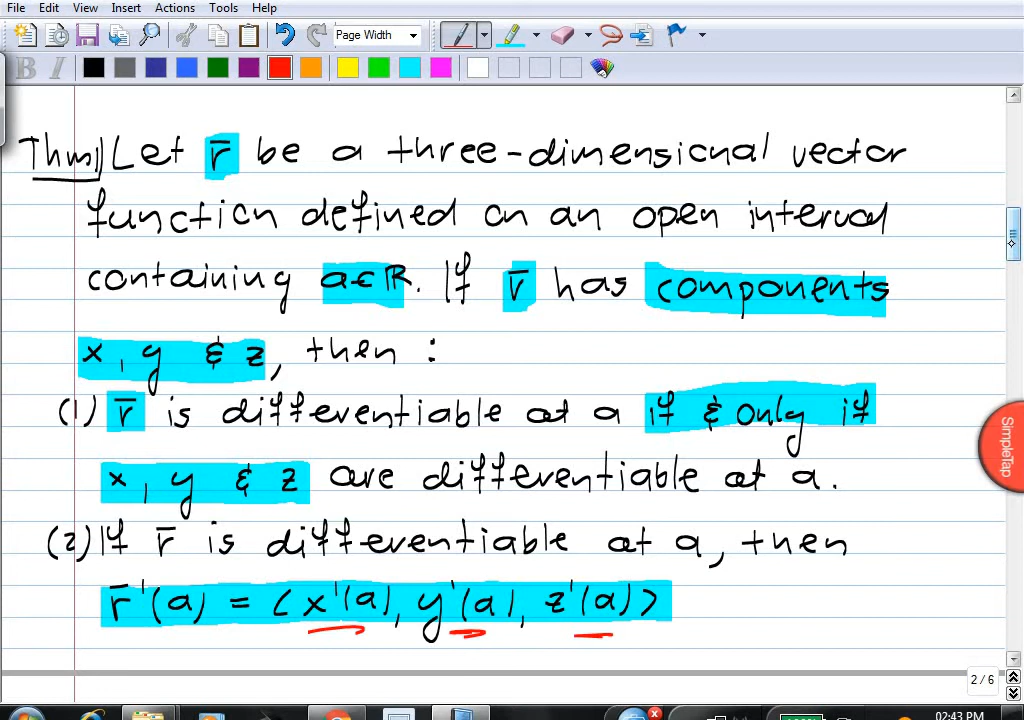 File Edit View Insert Actions Tools Help
Page Width
B I
Thm) Let r̄ be a three-dimensional vector
function defined on an open interval
containing a∈ℝ. If r̄ has components
x, y & z, then :
(1) r̄ is differentiable at a if & only if
x, y & z are differentiable at a.
(2) If r̄ is differentiable at a, then
r̄'(a) = ⟨x'(a), y'(a), z'(a)⟩
SimpleTap
2 / 6
02:43 PM